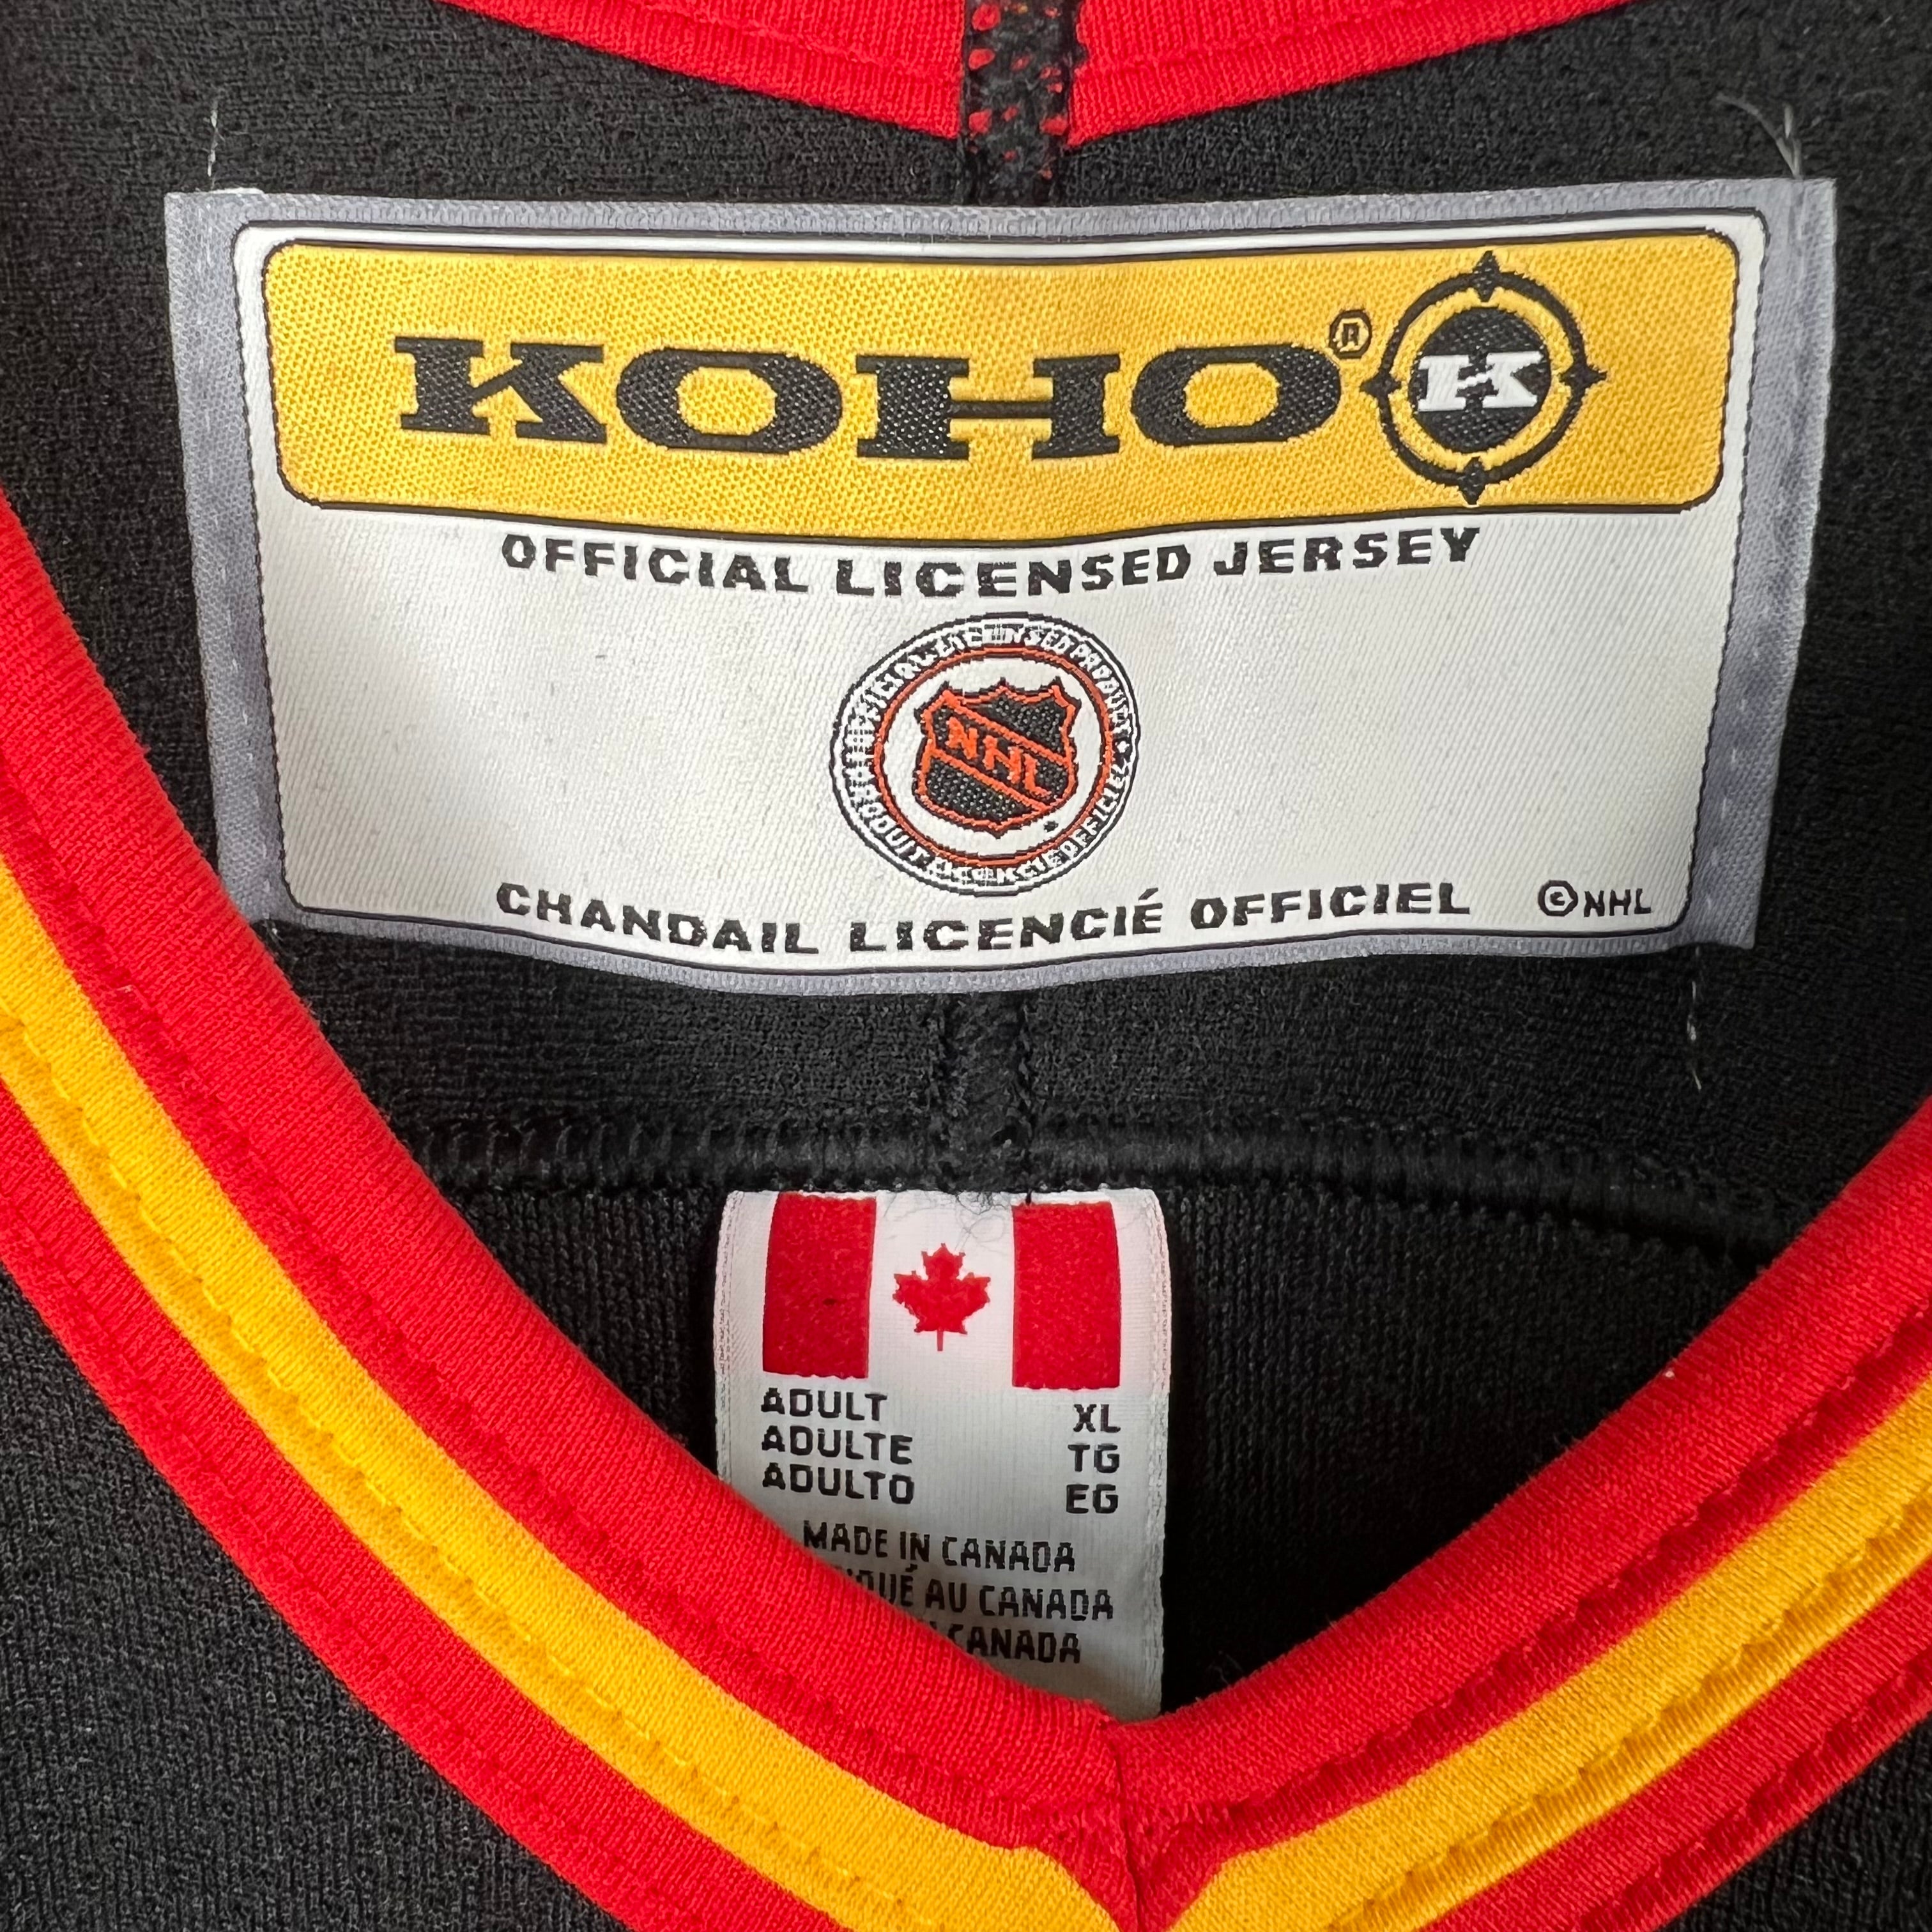 KOHO® K
OFFICIAL LICENSED JERSEY
NHL
CHANDAIL LICENCIÉ OFFICIEL ©NHL
ADULT XL
ADULTE TG
ADULTO EG
MADE IN CANADA
AU CANADA
CANADA